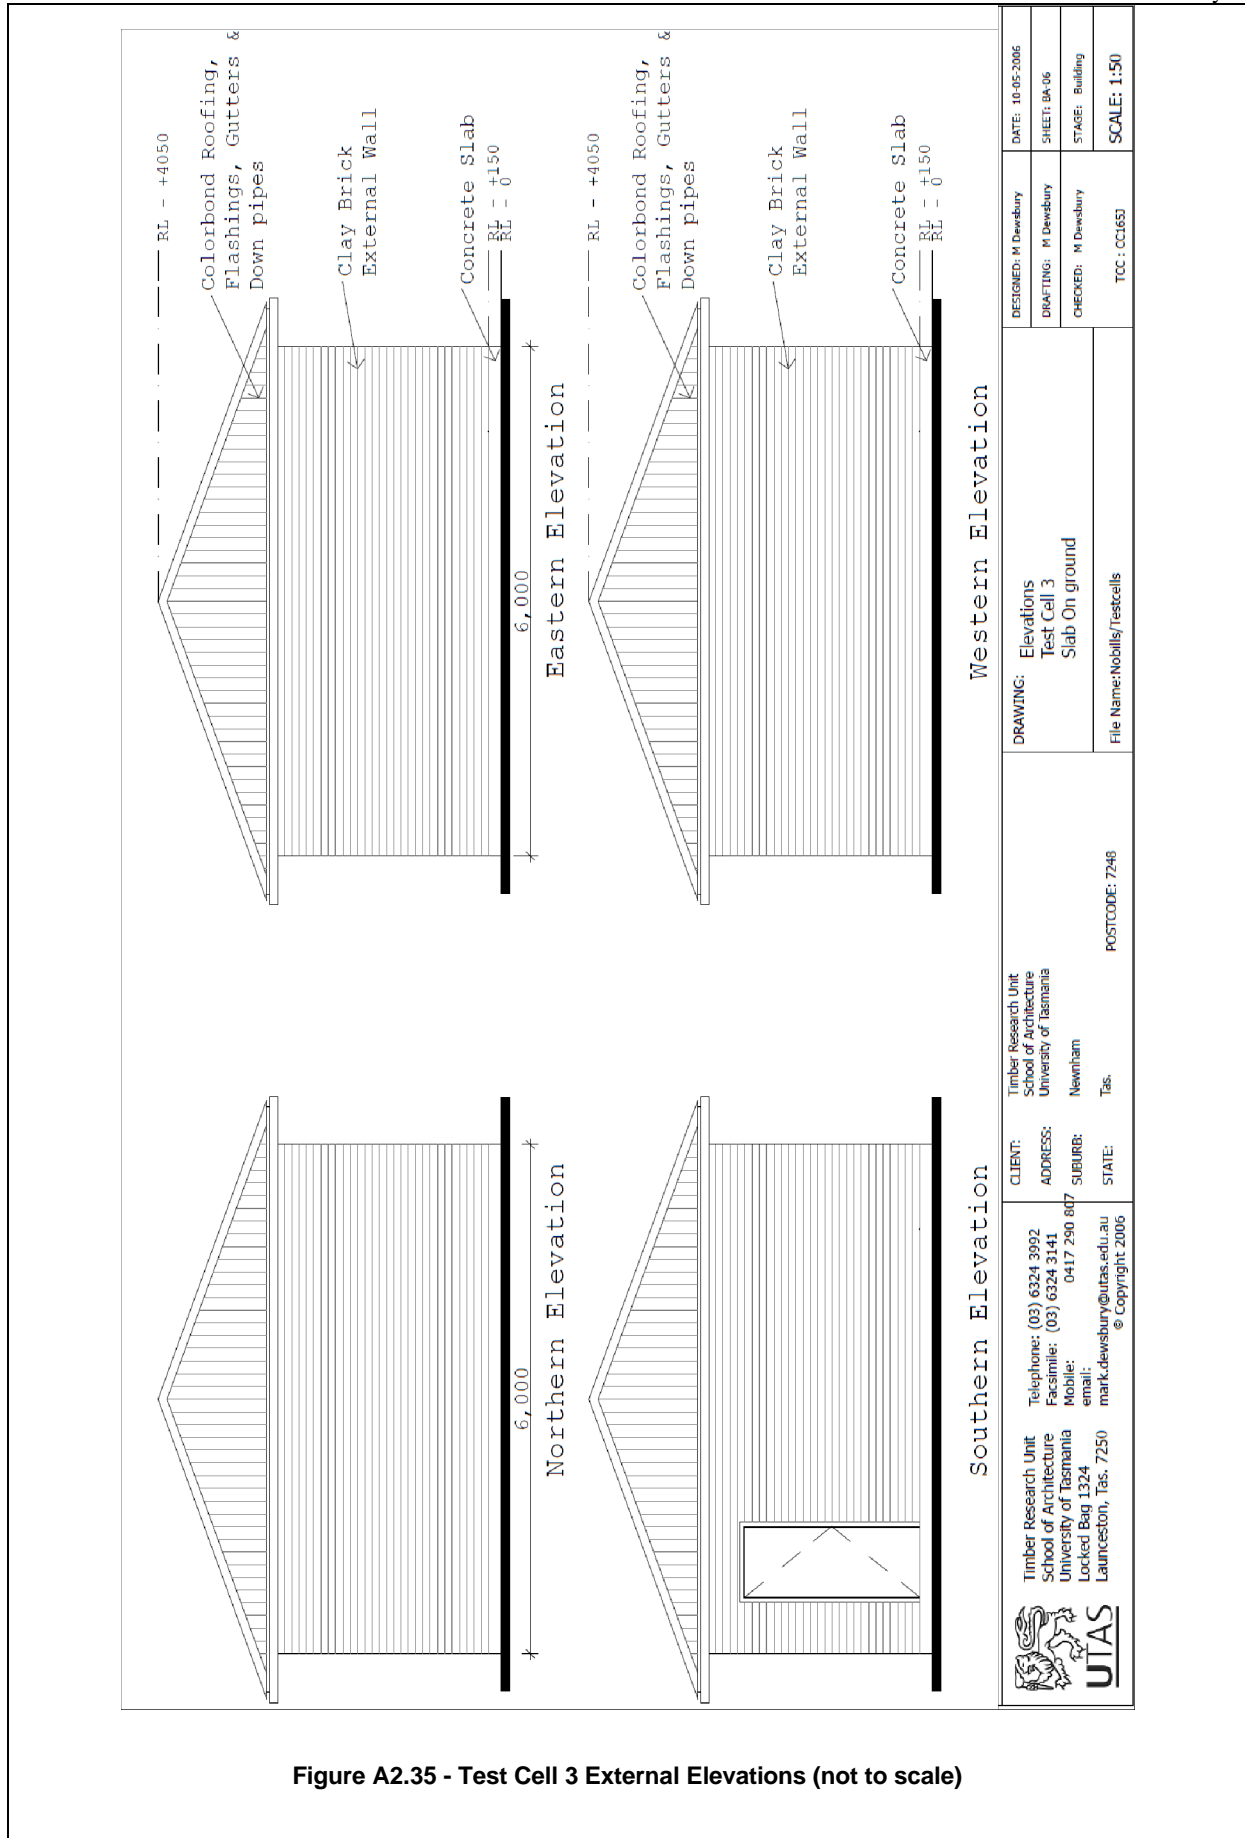 RL - +4050
Colorbond Roofing,
Flashings, Gutters &
Down pipes
Clay Brick
External Wall
Concrete Slab
RL - +150
RL - 0
6,000
Northern Elevation
6,000
Eastern Elevation
RL - +4050
Colorbond Roofing,
Flashings, Gutters &
Down pipes
Clay Brick
External Wall
Concrete Slab
RL - +150
RL - 0
Southern Elevation
Western Elevation
UTAS
Timber Research Unit
School of Architecture
University of Tasmania
Locked Bag 1324
Launceston, Tas. 7250
Telephone: (03) 6324 3992
Facsimile: (03) 6324 3141
Mobile: 0417 290 807
email:
mark.dewsbury@utas.edu.au
© Copyright 2006
CLIENT: Timber Research Unit
School of Architecture
ADDRESS: University of Tasmania
SUBURB: Newnham
STATE: Tas. POSTCODE: 7248
DRAWING: Elevations
Test Cell 3
Slab On ground
File Name:Nobills/Testcells
DESIGNED: M Dewsbury
DRAFTING: M Dewsbury
CHECKED: M Dewsbury
TCC : CC165J
DATE: 10-05-2006
SHEET: BA-06
STAGE: Building
SCALE: 1:50
Figure A2.35 - Test Cell 3 External Elevations (not to scale)